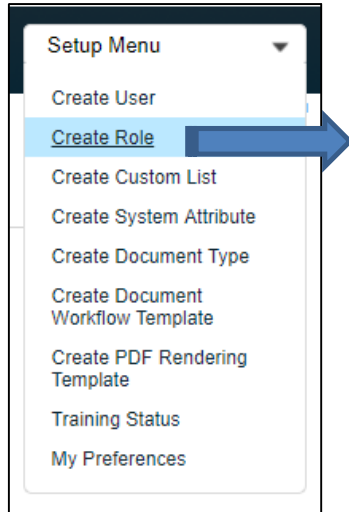 Setup Menu
Create User
Create Role
Create Custom List
Create System Attribute
Create Document Type
Create Document
Workflow Template
Create PDF Rendering
Template
Training Status
My Preferences